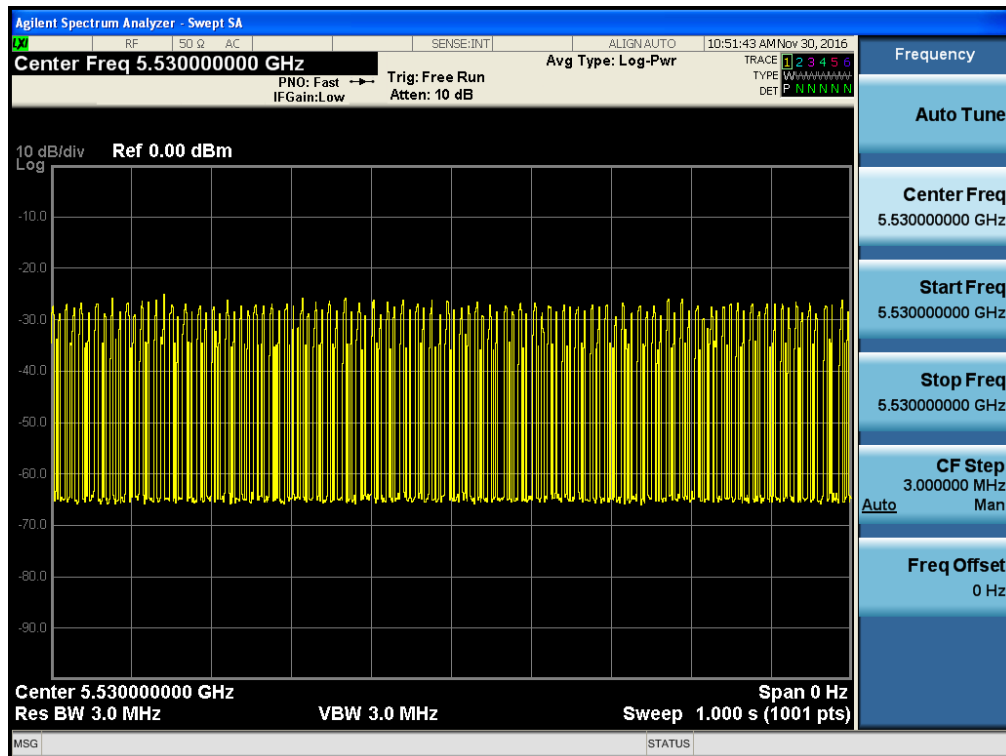 Agilent Spectrum Analyzer - Swept SA
LXI RF 50 Ω AC SENSE:INT ALIGN AUTO 10:51:43 AM Nov 30, 2016
Center Freq 5.530000000 GHz Avg Type: Log-Pwr TRACE 1 2 3 4 5 6
PNO: Fast Trig: Free Run TYPE WWWWWW
IFGain:Low Atten: 10 dB DET P N N N N N
10 dB/div Ref 0.00 dBm
Log
-10.0
-20.0
-30.0
-40.0
-50.0
-60.0
-70.0
-80.0
-90.0
Center 5.530000000 GHz Span 0 Hz
Res BW 3.0 MHz VBW 3.0 MHz Sweep 1.000 s (1001 pts)
MSG STATUS
Frequency
Auto Tune
Center Freq
5.530000000 GHz
Start Freq
5.530000000 GHz
Stop Freq
5.530000000 GHz
CF Step
3.000000 MHz
Auto Man
Freq Offset
0 Hz